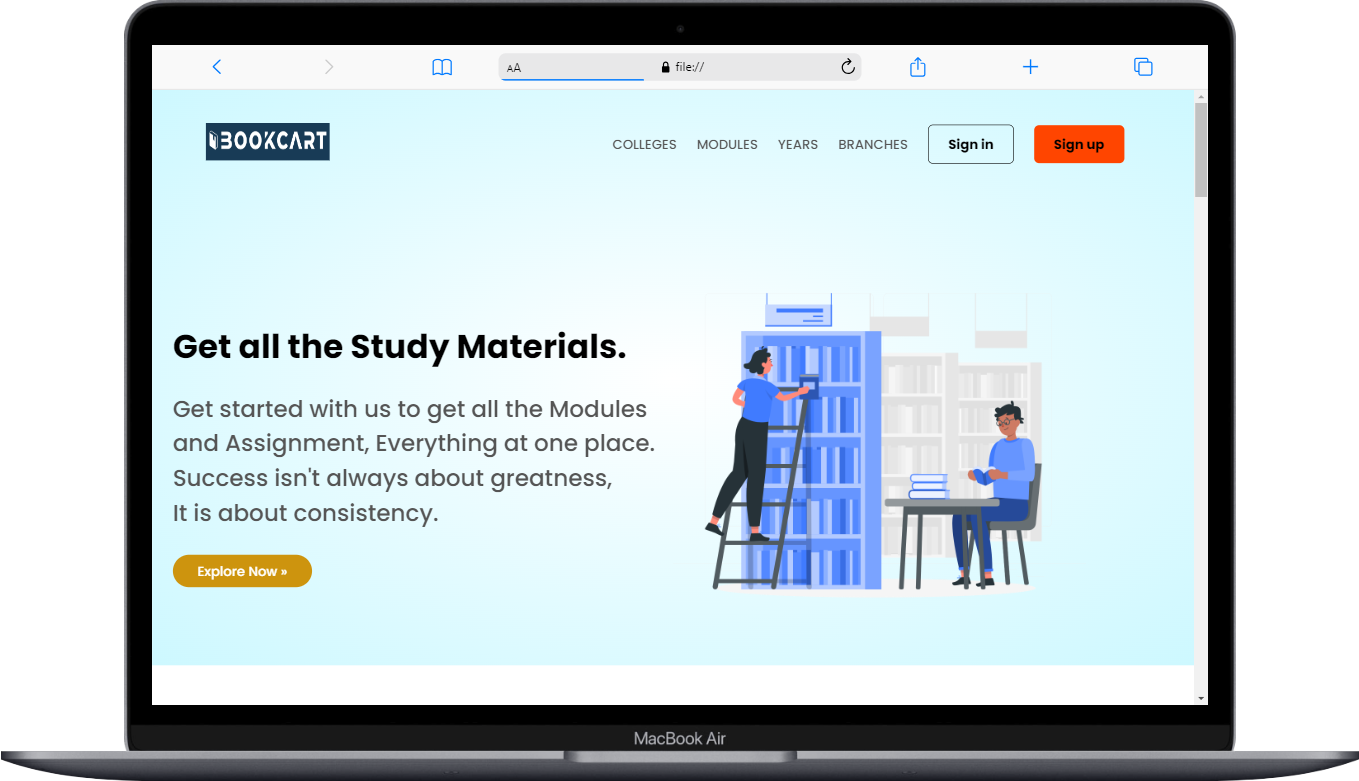 AA file://
BOOKCART
COLLEGES MODULES YEARS BRANCHES Sign in Sign up
Get all the Study Materials.
Get started with us to get all the Modules
and Assignment, Everything at one place.
Success isn't always about greatness,
It is about consistency.
Explore Now »
MacBook Air